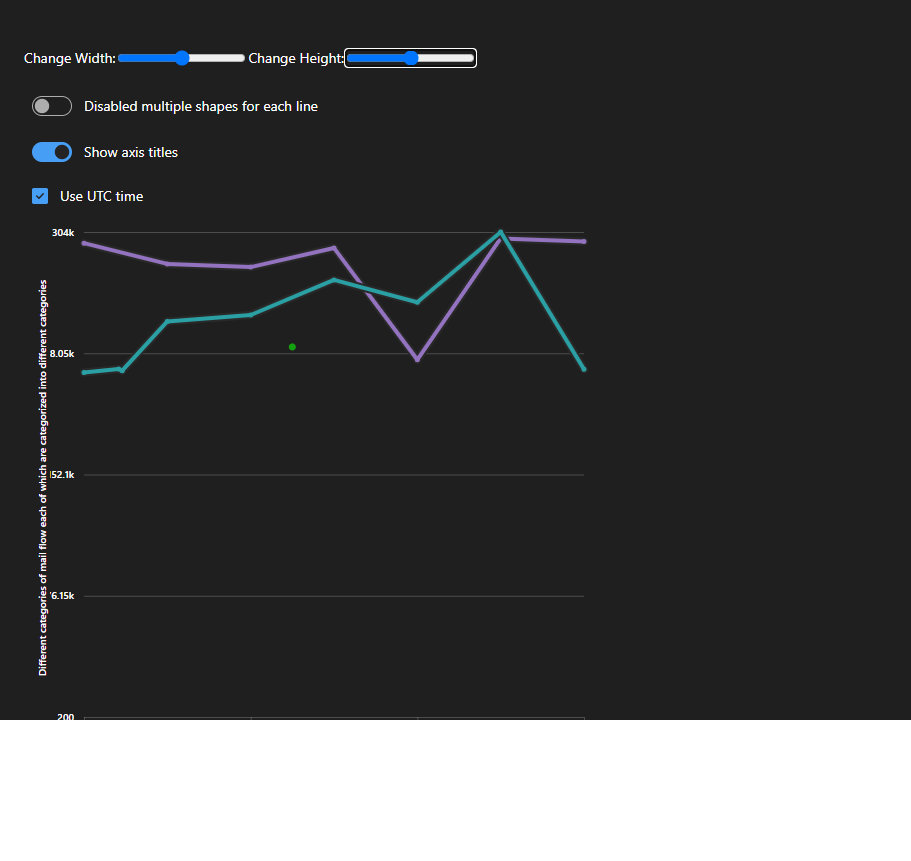 Change Width: Change Height:
Disabled multiple shapes for each line
Show axis titles
Use UTC time
304k
8.05k
52.1k
6.15k
200
Different categories of mail flow each of which are categorized into different categories